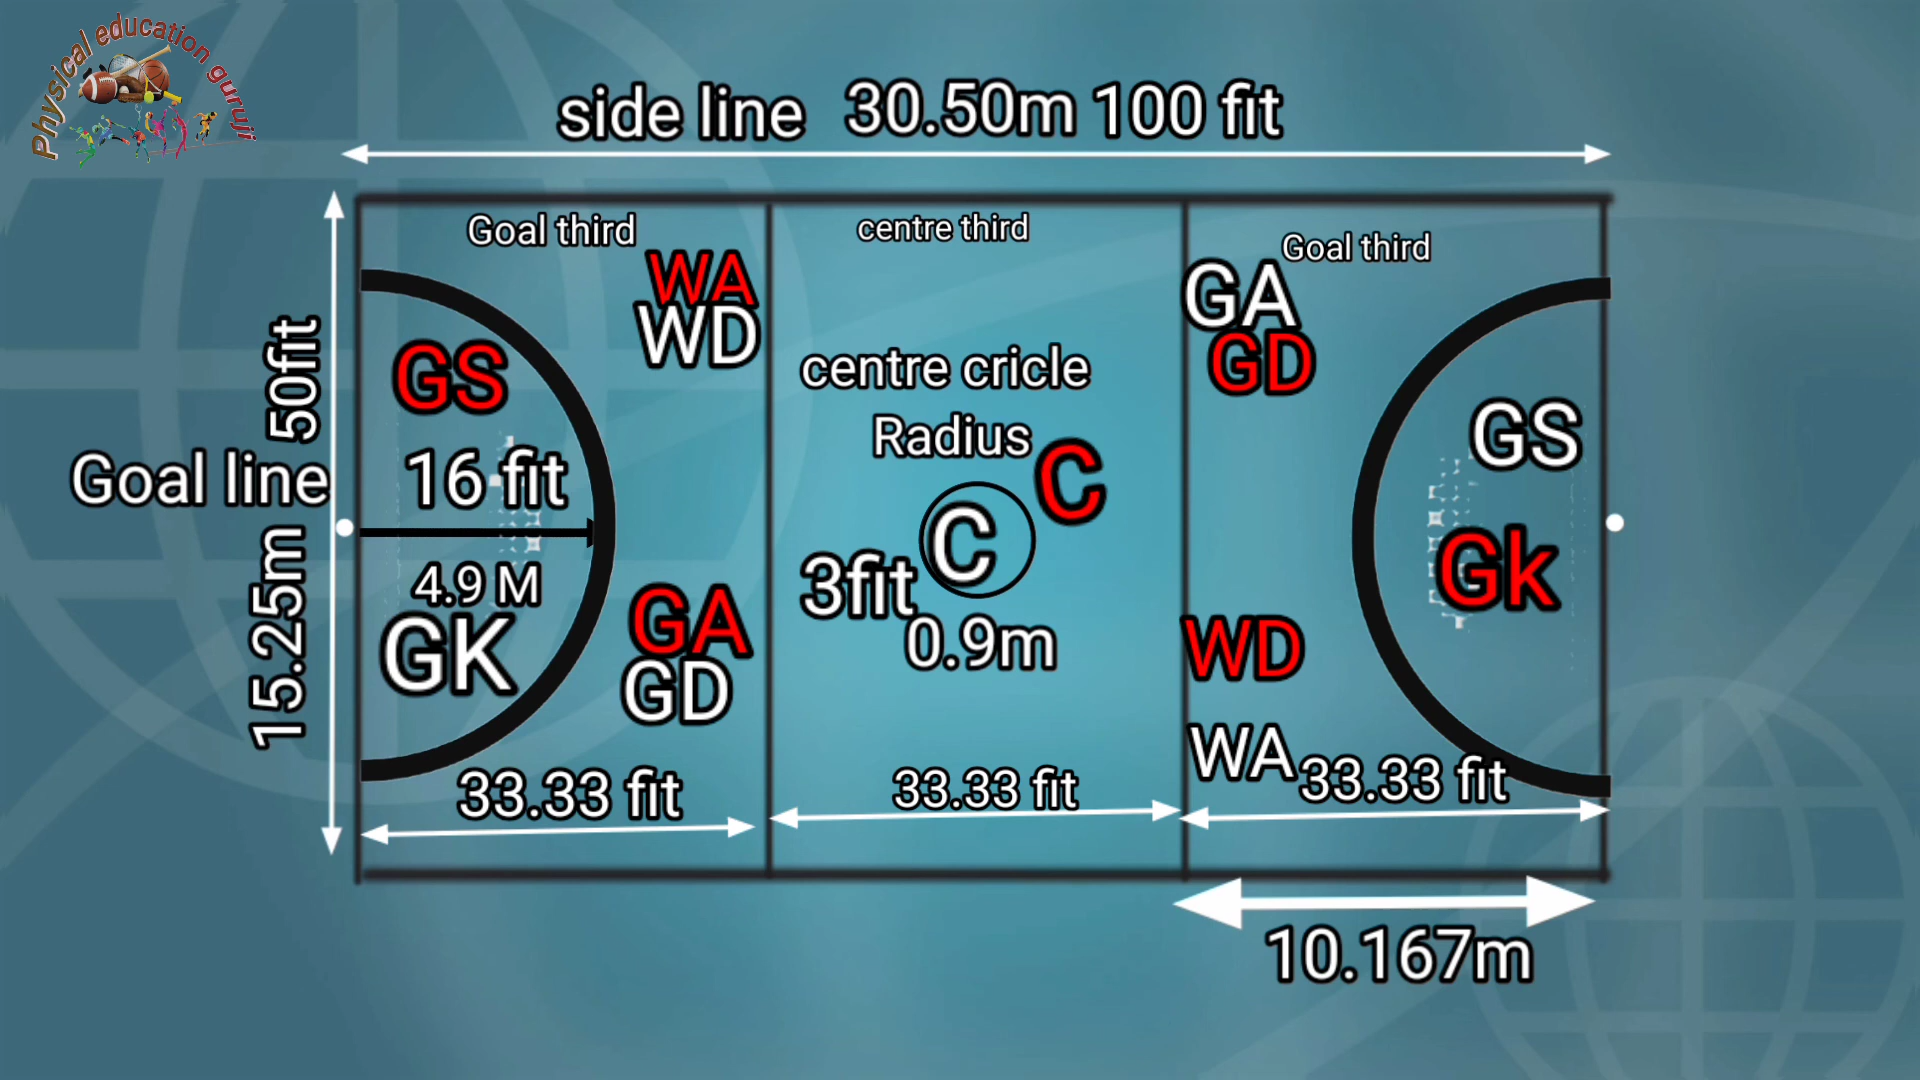 Physical education guruji
side line 30.50m 100 fit
Goal third
centre third
Goal third
WA
WD
GA
GD
50fit
GS
centre cricle
Radius
GS
Goal line
16 fit
C
C
15.25m
4.9 M
3fit
Gk
GK
GA
GD
0.9m
WD
WA
33.33 fit
33.33 fit
33.33 fit
10.167m